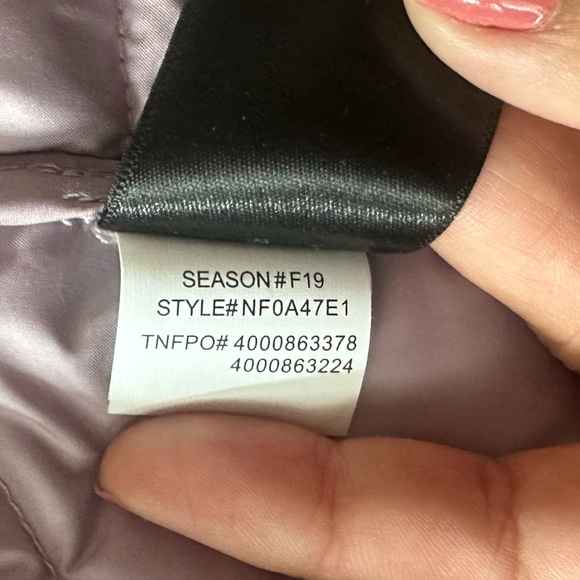 SEASON#F19
STYLE#NF0A47E1
TNFPO# 4000863378
4000863224